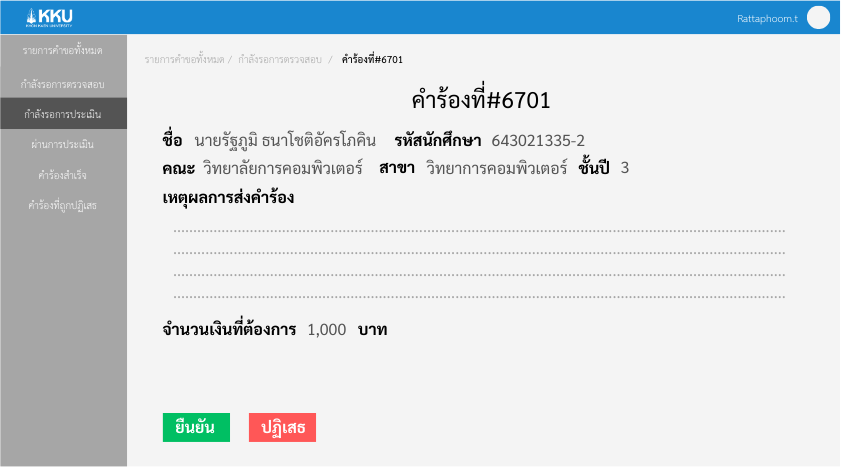 KKU
KHON KAEN UNIVERSITY
Rattaphoom.t
รายการคำขอทั้งหมด
กำลังรอการตรวจสอบ
กำลังรอการประเมิน
ผ่านการประเมิน
คำร้องสำเร็จ
คำร้องที่ถูกปฏิเสธ
รายการคำขอทั้งหมด / กำลังรอการตรวจสอบ / คำร้องที่#6701
คำร้องที่#6701
ชื่อ นายรัฐภูมิ ธนาโชติอัครโภคิน รหัสนักศึกษา 643021335-2
คณะ วิทยาลัยการคอมพิวเตอร์ สาขา วิทยาการคอมพิวเตอร์ ชั้นปี 3
เหตุผลการส่งคำร้อง
จำนวนเงินที่ต้องการ 1,000 บาท
ยืนยัน ปฏิเสธ